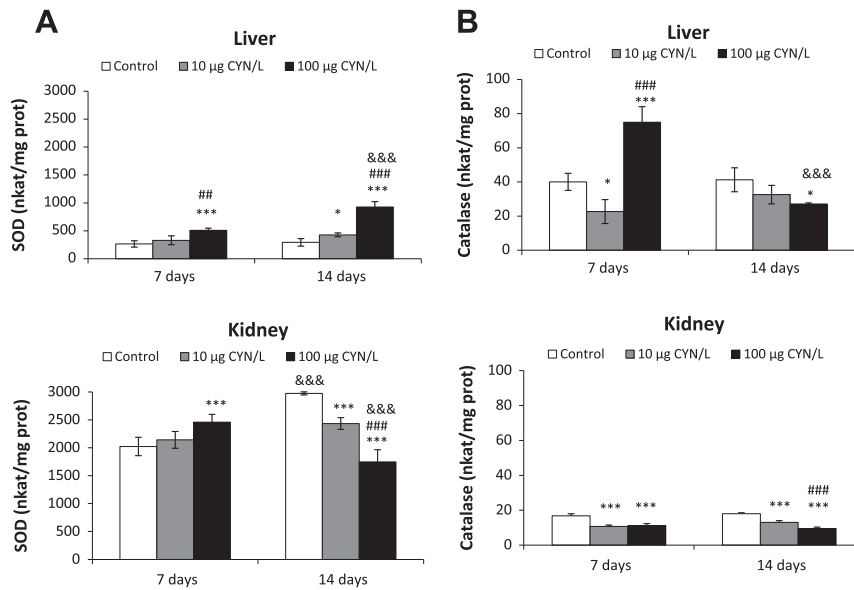 A
Liver
Control 10 µg CYN/L 100 µg CYN/L
SOD (nkat/mg prot)
3000
2500
2000
1500
1000
500
0
##
***
*
&&&
###
***
7 days 14 days
B
Liver
Control 10 µg CYN/L 100 µg CYN/L
Catalase (nkat/mg prot)
100
80
60
40
20
0
*
###
***
&&&
*
7 days 14 days
Kidney
Control 10 µg CYN/L 100 µg CYN/L
SOD (nkat/mg prot)
3000
2500
2000
1500
1000
500
0
***
&&&
***
&&&
###
***
7 days 14 days
Kidney
Control 10 µg CYN/L 100 µg CYN/L
Catalase (nkat/mg prot)
100
80
60
40
20
0
*** ***
***
###
***
7 days 14 days